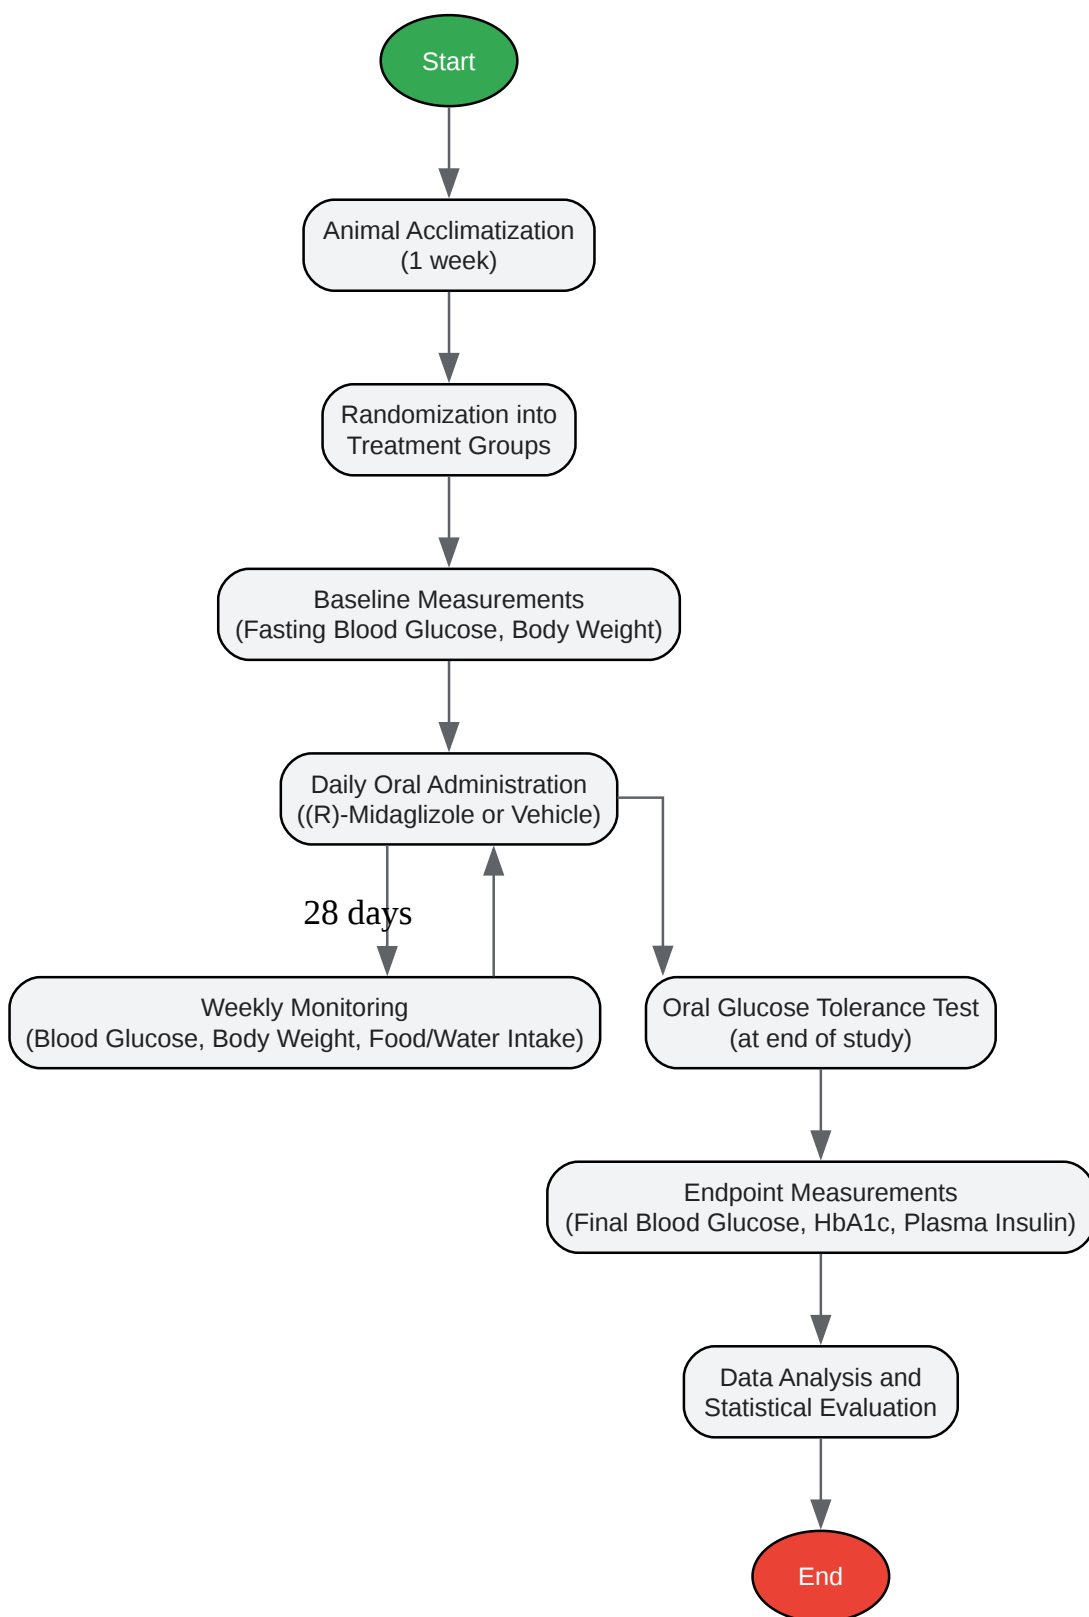 Start
Animal Acclimatization
(1 week)
Randomization into
Treatment Groups
Baseline Measurements
(Fasting Blood Glucose, Body Weight)
Daily Oral Administration
((R)-Midaglizole or Vehicle)
28 days
Weekly Monitoring
(Blood Glucose, Body Weight, Food/Water Intake)
Oral Glucose Tolerance Test
(at end of study)
Endpoint Measurements
(Final Blood Glucose, HbA1c, Plasma Insulin)
Data Analysis and
Statistical Evaluation
End